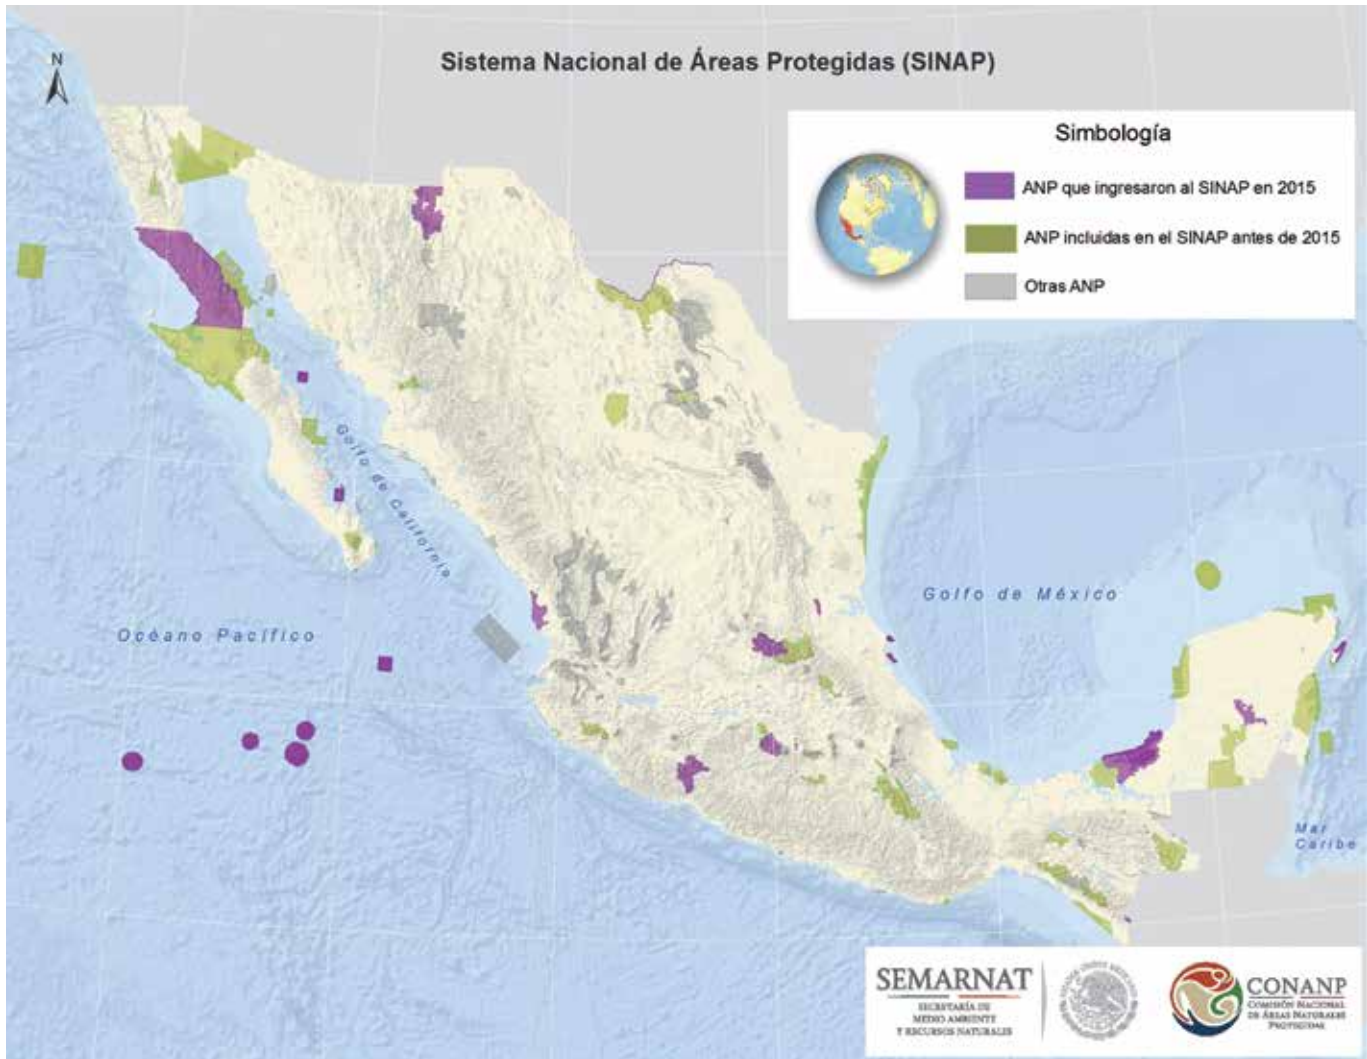 Sistema Nacional de Áreas Protegidas (SINAP)
N
Simbología
ANP que ingresaron al SINAP en 2015
ANP incluidas en el SINAP antes de 2015
Otras ANP
Golfo de California
Golfo de México
Océano Pacífico
Mar
Caribe
SEMARNAT
SECRETARÍA DE
MEDIO AMBIENTE
Y RECURSOS NATURALES
CONANP
COMISIÓN NACIONAL
DE ÁREAS NATURALES
PROTEGIDAS